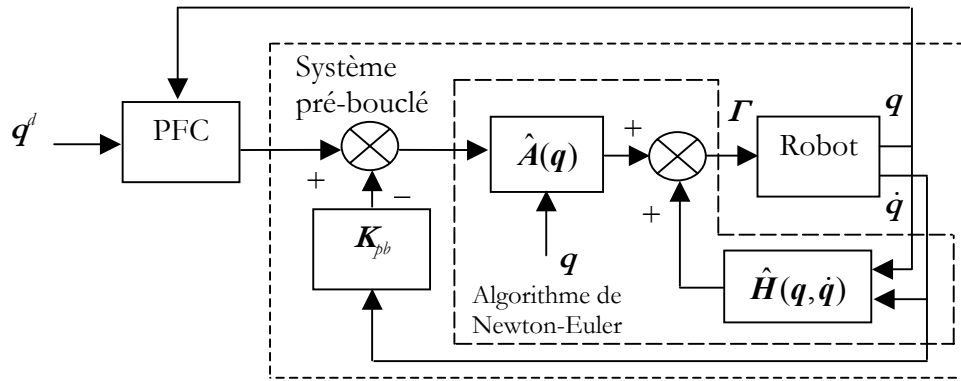 Système
pré-bouclé
q^d
PFC
+
−
K_pb
Â(q)
q
Algorithme de
Newton-Euler
+
+
Γ
Robot
q
q̇
Ĥ(q, q̇)